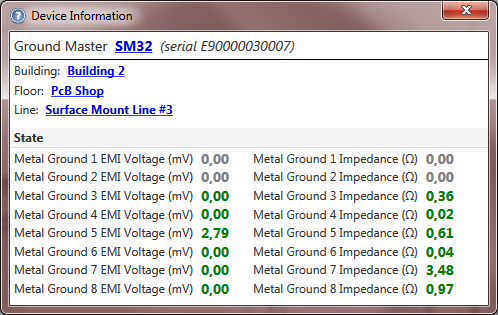 Device Information
Ground Master SM32 (serial E90000030007)
Building: Building 2
Floor: PcB Shop
Line: Surface Mount Line #3
State
Metal Ground 1 EMI Voltage (mV) 0,00 Metal Ground 1 Impedance (Ω) 0,00
Metal Ground 2 EMI Voltage (mV) 0,00 Metal Ground 2 Impedance (Ω) 0,00
Metal Ground 3 EMI Voltage (mV) 0,00 Metal Ground 3 Impedance (Ω) 0,36
Metal Ground 4 EMI Voltage (mV) 0,00 Metal Ground 4 Impedance (Ω) 0,02
Metal Ground 5 EMI Voltage (mV) 2,79 Metal Ground 5 Impedance (Ω) 0,61
Metal Ground 6 EMI Voltage (mV) 0,00 Metal Ground 6 Impedance (Ω) 0,04
Metal Ground 7 EMI Voltage (mV) 0,00 Metal Ground 7 Impedance (Ω) 3,48
Metal Ground 8 EMI Voltage (mV) 0,00 Metal Ground 8 Impedance (Ω) 0,97